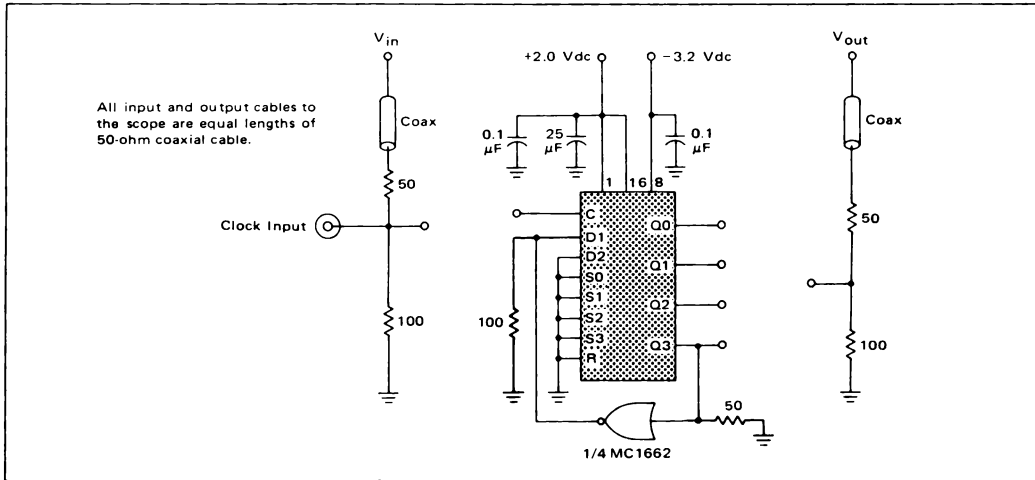 V in
All input and output cables to
the scope are equal lengths of
50-ohm coaxial cable.
Coax
50
Clock Input
100
+2.0 Vdc
-3.2 Vdc
0.1
µF
25
µF
0.1
µF
1
16
8
C
D1
D2
S0
S1
S2
S3
R
Q0
Q1
Q2
Q3
100
50
1/4 MC1662
V out
Coax
50
100